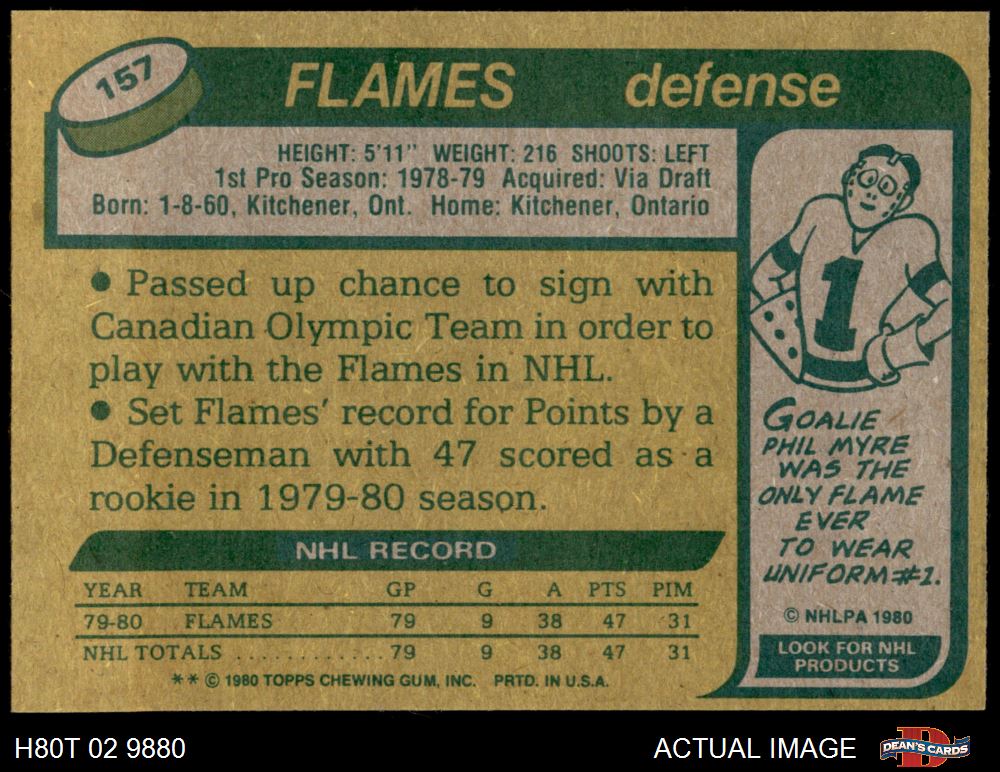 157
FLAMES defense
HEIGHT: 5'11" WEIGHT: 216 SHOOTS: LEFT
1st Pro Season: 1978-79 Acquired: Via Draft
Born: 1-8-60, Kitchener, Ont. Home: Kitchener, Ontario
• Passed up chance to sign with
Canadian Olympic Team in order to
play with the Flames in NHL.
• Set Flames' record for Points by a
Defenseman with 47 scored as a
rookie in 1979-80 season.
NHL RECORD
YEAR TEAM GP G A PTS PIM
79-80 FLAMES 79 9 38 47 31
NHL TOTALS ............ 79 9 38 47 31
** © 1980 TOPPS CHEWING GUM, INC. PRTD. IN U.S.A.
1
GOALIE
PHIL MYRE
WAS THE
ONLY FLAME
EVER
TO WEAR
UNIFORM #1.
© NHLPA 1980
LOOK FOR NHL
PRODUCTS
H80T 02 9880
ACTUAL IMAGE
D
DEAN'S CARDS